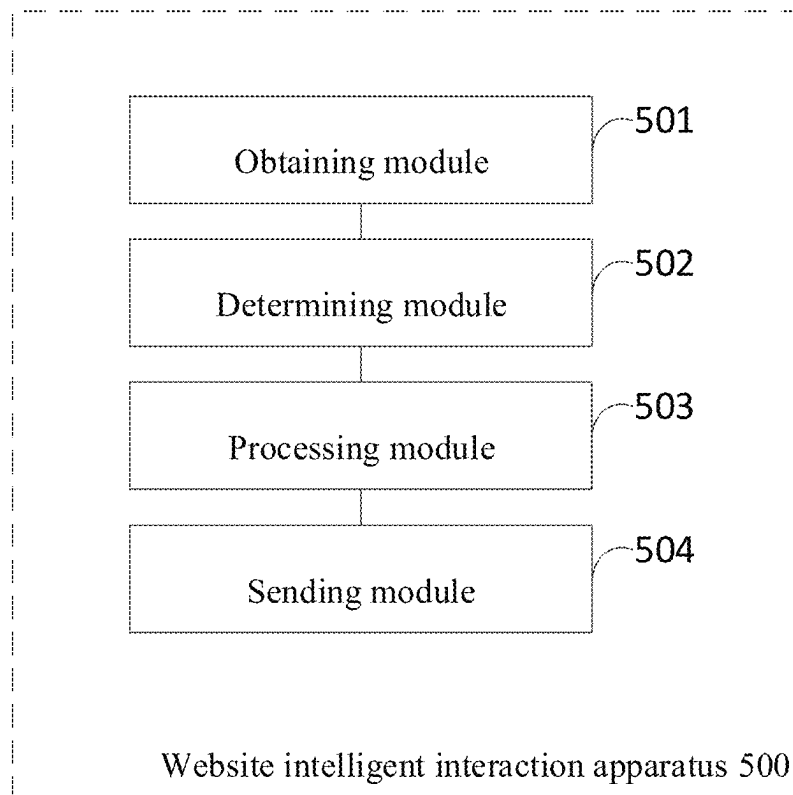 501
Obtaining module
502
Determining module
503
Processing module
504
Sending module
Website intelligent interaction apparatus 500